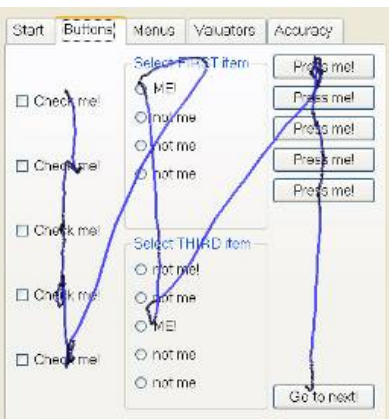 Start Buttons Menus Valuators Accuracy
Select FIRST item
Check me!
Check me!
Check me!
Check me!
Check me!
ME!
not me
not me
not me
Select THIRD item
not me!
not me
ME!
not me
not me
Press me!
Press me!
Press me!
Press me!
Press me!
Go to next!